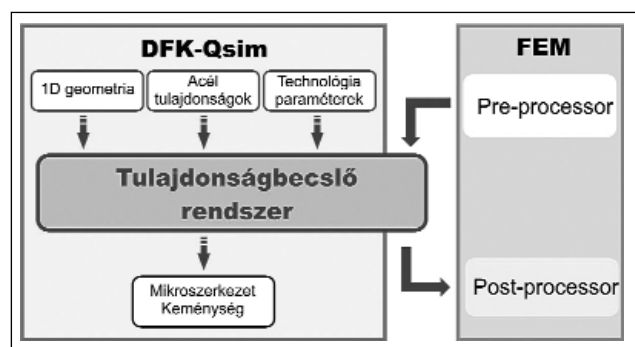 DFK-Qsim
1D geometria
Acél
tulajdonságok
Technológia
paraméterek
Tulajdonságbecslő
rendszer
Mikroszerkezet
Keménység
FEM
Pre-processor
Post-processor